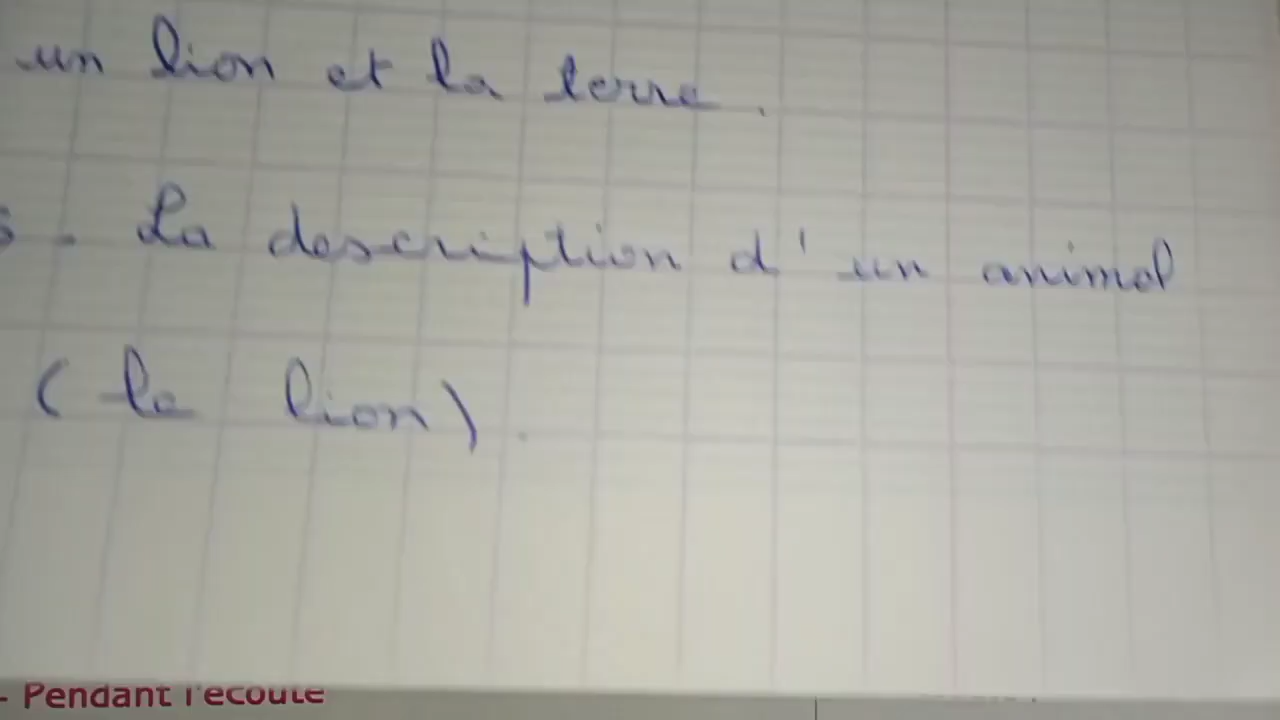 un lion et la terre.
. La description d'un animal
(le lion).
- Pendant l'écoute